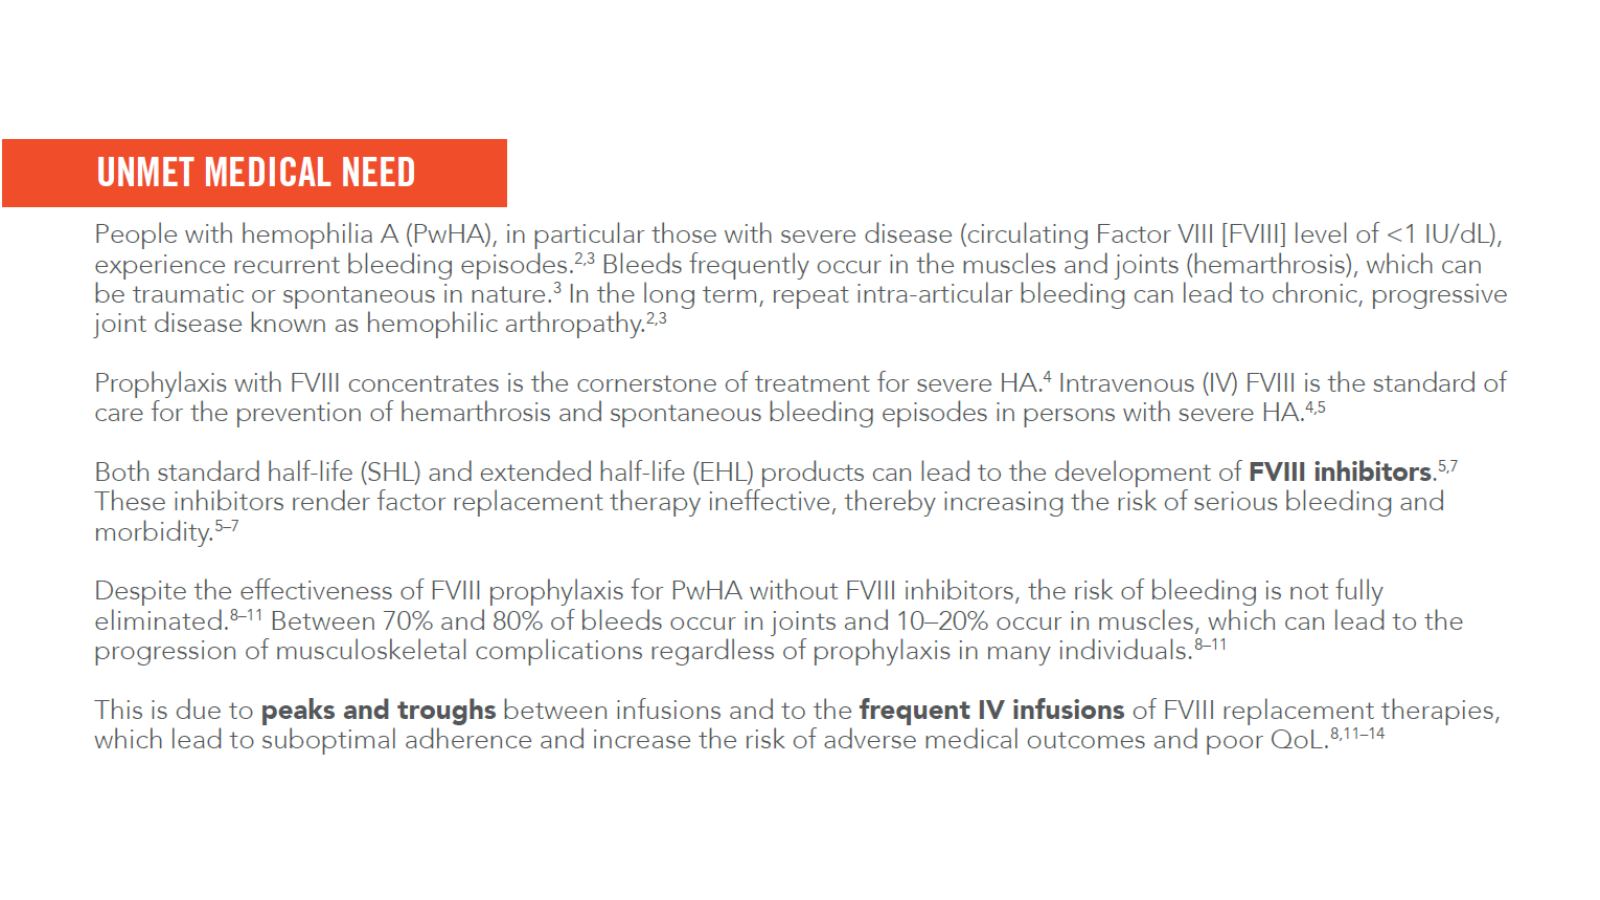 UNMET MEDICAL NEED
People with hemophilia A (PwHA), in particular those with severe disease (circulating Factor VIII [FVIII] level of <1 IU/dL),
experience recurrent bleeding episodes.2,3 Bleeds frequently occur in the muscles and joints (hemarthrosis), which can
be traumatic or spontaneous in nature.3 In the long term, repeat intra-articular bleeding can lead to chronic, progressive
joint disease known as hemophilic arthropathy.2,3
Prophylaxis with FVIII concentrates is the cornerstone of treatment for severe HA.4 Intravenous (IV) FVIII is the standard of
care for the prevention of hemarthrosis and spontaneous bleeding episodes in persons with severe HA.4,5
Both standard half-life (SHL) and extended half-life (EHL) products can lead to the development of FVIII inhibitors.5,7
These inhibitors render factor replacement therapy ineffective, thereby increasing the risk of serious bleeding and
morbidity.5–7
Despite the effectiveness of FVIII prophylaxis for PwHA without FVIII inhibitors, the risk of bleeding is not fully
eliminated.8–11 Between 70% and 80% of bleeds occur in joints and 10–20% occur in muscles, which can lead to the
progression of musculoskeletal complications regardless of prophylaxis in many individuals.8–11
This is due to peaks and troughs between infusions and to the frequent IV infusions of FVIII replacement therapies,
which lead to suboptimal adherence and increase the risk of adverse medical outcomes and poor QoL.8,11–14